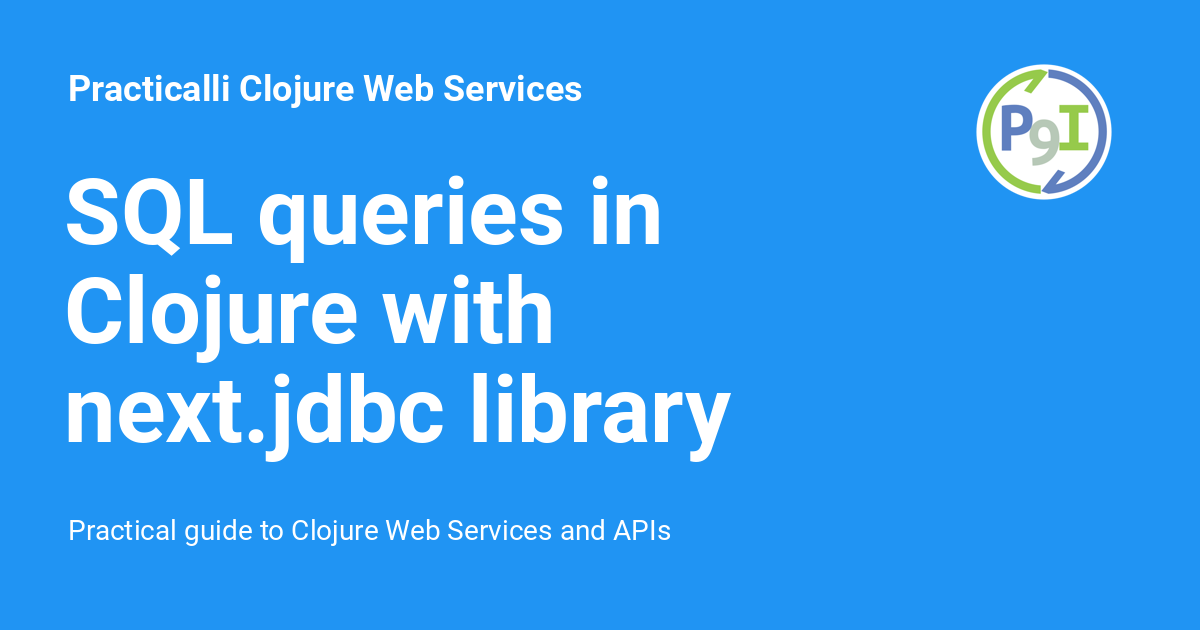 Practicalli Clojure Web Services
P9I
SQL queries in
Clojure with
next.jdbc library
Practical guide to Clojure Web Services and APIs